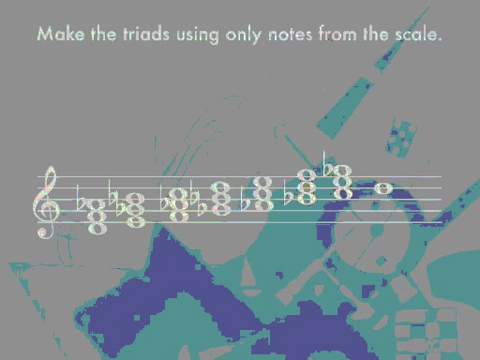 Make the triads using only notes from the scale.